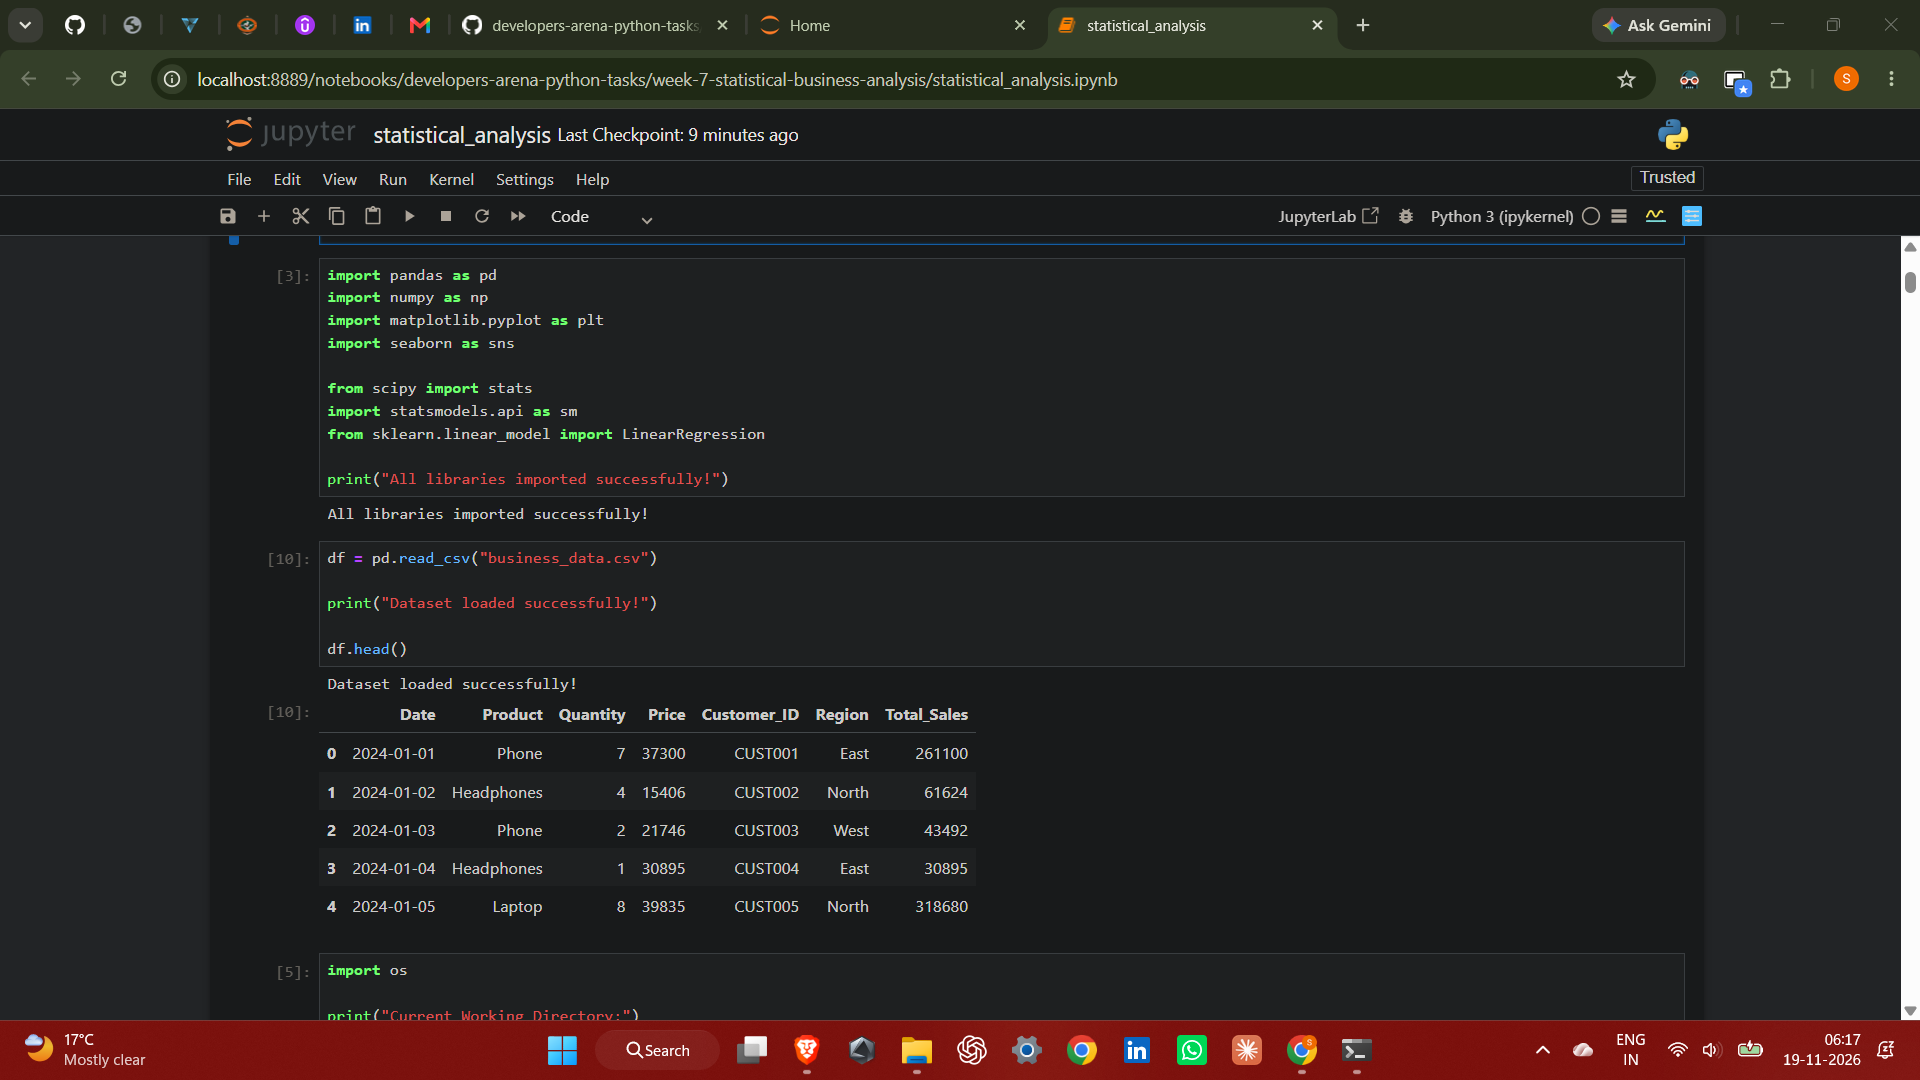 developers-arena-python-tasks
Home
statistical_analysis
Ask Gemini
localhost:8889/notebooks/developers-arena-python-tasks/week-7-statistical-business-analysis/statistical_analysis.ipynb
S
jupyter statistical_analysis Last Checkpoint: 9 minutes ago
File Edit View Run Kernel Settings Help
Trusted
Code
JupyterLab
Python 3 (ipykernel)
[3]:
import pandas as pd
import numpy as np
import matplotlib.pyplot as plt
import seaborn as sns
from scipy import stats
import statsmodels.api as sm
from sklearn.linear_model import LinearRegression
print("All libraries imported successfully!")
All libraries imported successfully!
[10]:
df = pd.read_csv("business_data.csv")
print("Dataset loaded successfully!")
df.head()
Dataset loaded successfully!
[10]:
Date Product Quantity Price Customer_ID Region Total_Sales
0 2024-01-01 Phone 7 37300 CUST001 East 261100
1 2024-01-02 Headphones 4 15406 CUST002 North 61624
2 2024-01-03 Phone 2 21746 CUST003 West 43492
3 2024-01-04 Headphones 1 30895 CUST004 East 30895
4 2024-01-05 Laptop 8 39835 CUST005 North 318680
[5]:
import os
print("Current Working Directory:")
17°C
Mostly clear
Search
ENG
IN
06:17
19-11-2026